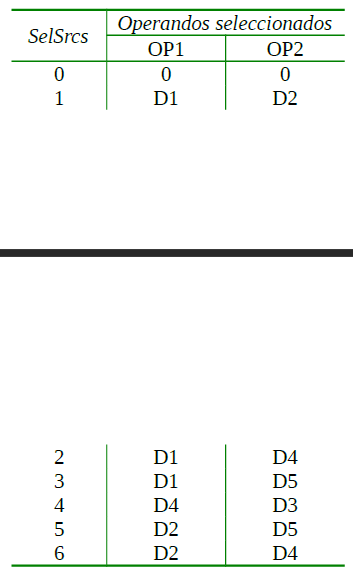 SelSrcs Operandos seleccionados
OP1 OP2
0 0 0
1 D1 D2
2 D1 D4
3 D1 D5
4 D4 D3
5 D2 D5
6 D2 D4